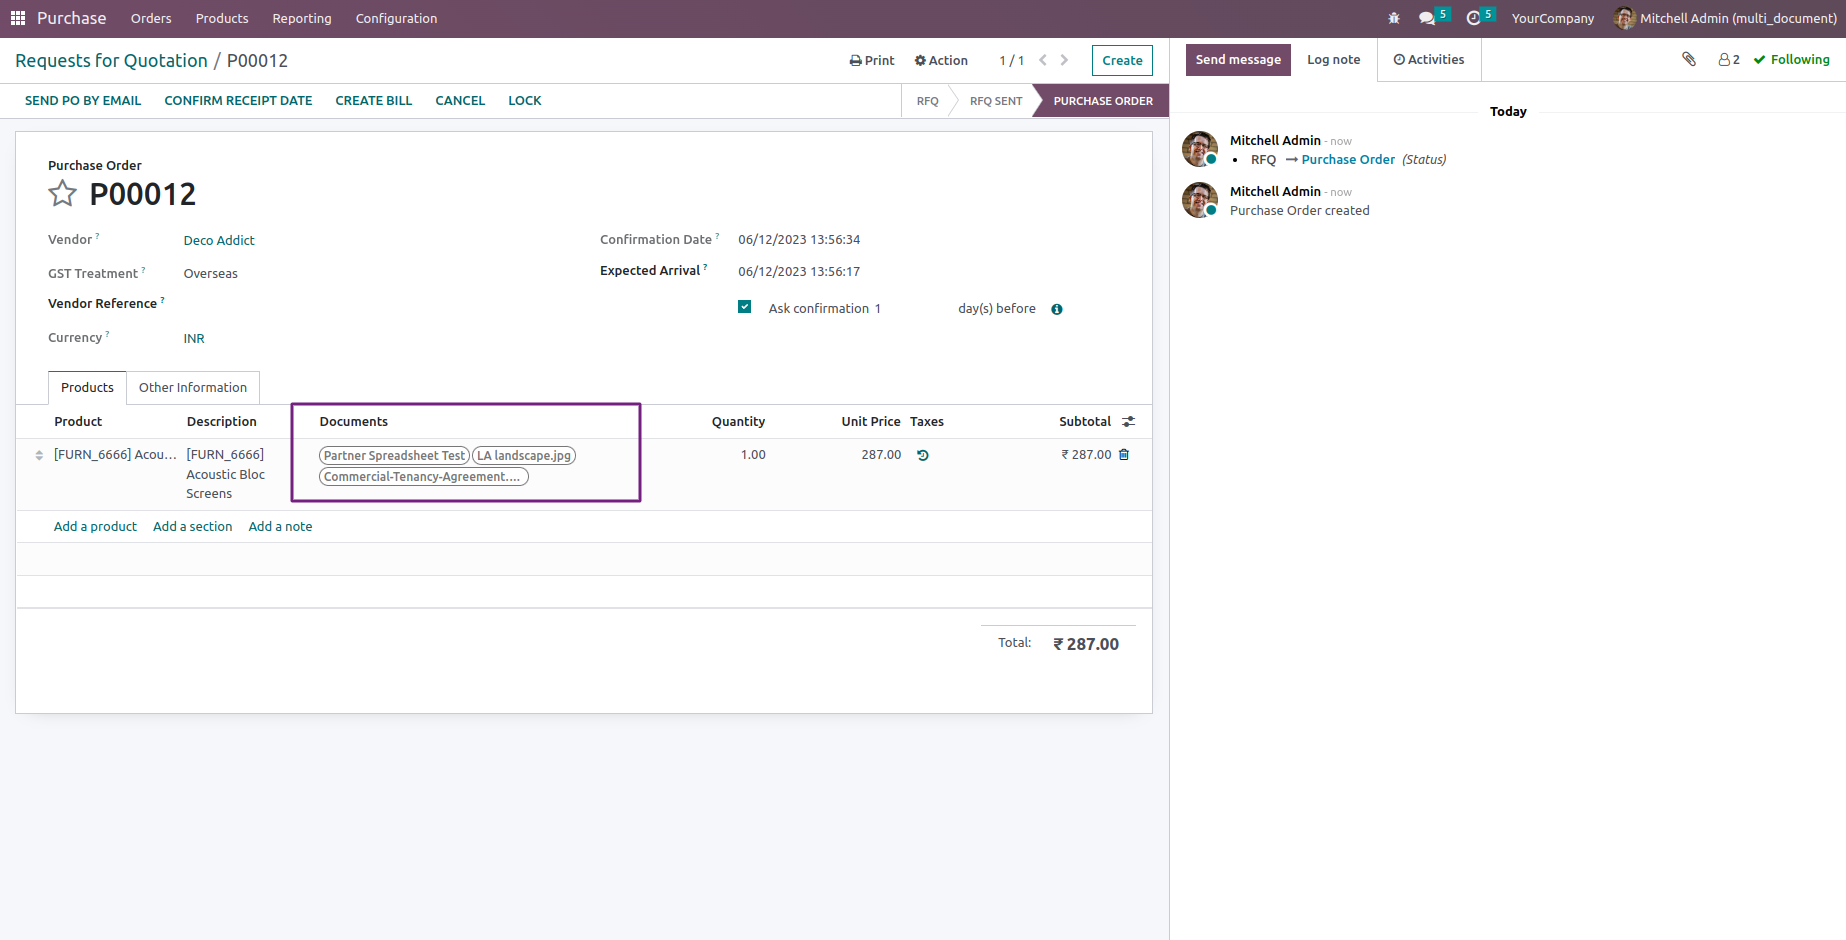 Purchase Orders Products Reporting Configuration 5 5 YourCompany Mitchell Admin (multi_document)
Requests for Quotation / P00012 Print Action 1 / 1 Create
SEND PO BY EMAIL CONFIRM RECEIPT DATE CREATE BILL CANCEL LOCK RFQ RFQ SENT PURCHASE ORDER
Purchase Order
P00012
Vendor ? Deco Addict Confirmation Date ? 06/12/2023 13:56:34
GST Treatment ? Overseas Expected Arrival ? 06/12/2023 13:56:17
Vendor Reference ?
Ask confirmation 1 day(s) before
Currency ? INR
Products Other Information
Product Description Documents Quantity Unit Price Taxes Subtotal
[FURN_6666] Acou... [FURN_6666] Partner Spreadsheet Test LA landscape.jpg 1.00 287.00 ₹ 287.00
Acoustic Bloc Commercial-Tenancy-Agreement....
Screens
Add a product Add a section Add a note
Total: ₹ 287.00
Send message Log note Activities 2 Following
Today
Mitchell Admin - now
• RFQ → Purchase Order (Status)
Mitchell Admin - now
Purchase Order created